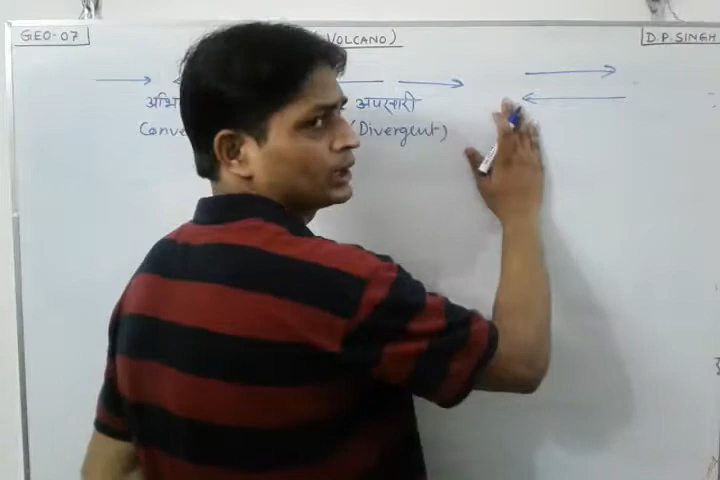 GEO-07
VOLCANO)
D.P. SINGH
अभि
अपसारी
Conve
(Divergent)